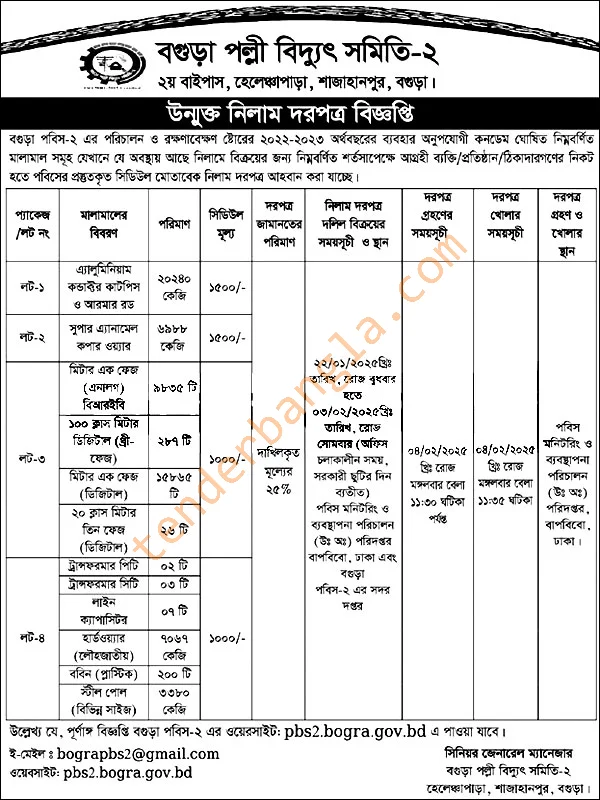 বগুড়া পল্লী বিদ্যুৎ সমিতি-২
২য় বাইপাস, হেলেঞ্চাপাড়া, শাজাহানপুর, বগুড়া।
উন্মুক্ত নিলাম দরপত্র বিজ্ঞপ্তি
বগুড়া পবিস-২ এর পরিচালন ও রক্ষণাবেক্ষণ ষ্টোরের ২০২২-২০২৩ অর্থবছরের ব্যবহার অনুপযোগী কনডেম ঘোষিত নিম্নবর্ণিত
মালামাল সমূহ যেখানে যে অবস্থায় আছে নিলামে বিক্রয়ের জন্য নিম্নবর্ণিত শর্তসাপেক্ষে আগ্রহী ব্যক্তি/প্রতিষ্ঠান/ঠিকাদারগণের নিকট
হতে পবিসের প্রস্তুতকৃত সিডিউল মোতাবেক নিলাম দরপত্র আহবান করা যাচ্ছে।
প্যাকেজ
/লট নং
মালামালের
বিবরণ
পরিমাণ
সিডিউল
মূল্য
দরপত্র
জামানতের
পরিমাণ
নিলাম দরপত্র
দলিল বিক্রয়ের
সময়সূচী ও স্থান
দরপত্র
গ্রহণের
সময়সূচী
দরপত্র
খোলার
সময়সূচী
দরপত্র
গ্রহণ ও
খোলার
স্থান
লট-১
এ্যালুমিনিয়াম
কন্ডাক্টর কাটপিস
ও আরমার রড
২০২৪০
কেজি
১৫০০/-
লট-২
সুপার এ্যানামেল
কপার ওয়্যার
৬৯৮৮
কেজি
১৫০০/-
লট-৩
মিটার এক ফেজ
(এনালগ)
বিআরইবি
৯৮৩৫ টি
১০০ ক্লাস মিটার
ডিজিটাল (থ্রী-
ফেজ)
২৮৭ টি
মিটার এক ফেজ
(ডিজিটাল)
১৫৮৬৫
টি
২০ ক্লাস মিটার
তিন ফেজ
(ডিজিটাল)
২৬ টি
১০০০/-
লট-৪
ট্রান্সফরমার পিটি
০২ টি
ট্রান্সফরমার সিটি
০৩ টি
লাইন
ক্যাপাসিটর
০৭ টি
হার্ডওয়্যার
(লৌহজাতীয়)
৭০৬৭
কেজি
ববিন (প্লাস্টিক)
২০০ টি
স্টীল পোল
(বিভিন্ন সাইজ)
৩৩৮০
কেজি
১০০০/-
দাখিলকৃত
মূল্যের
২৫%
২২/০১/২০২৫খ্রিঃ
তারিখ, রোজ বুধবার
হতে
০৩/০২/২০২৫খ্রিঃ
তারিখ, রোজ
সোমবার (অফিস
চলাকালীন সময়,
সরকারী ছুটির দিন
ব্যতীত)
পবিস মনিটরিং ও
ব্যবস্থাপনা পরিচালন
(উঃ অঃ) পরিদপ্তর
বাপবিবো, ঢাকা এবং
বগুড়া
পবিস-২ এর সদর
দপ্তর
০৪/০২/২০২৫
খ্রিঃ রোজ
মঙ্গলবার বেলা
১১:৩০ ঘটিকা
পর্যন্ত
০৪/০২/২০২৫
খ্রিঃ রোজ
মঙ্গলবার বেলা
১১:৩৫ ঘটিকা
পবিস
মনিটরিং ও
ব্যবস্থাপনা
পরিচালন
(উঃ অঃ)
পরিদপ্তর,
বাপবিবো,
ঢাকা।
tenderbangla.com
উল্লেখ্য যে, পূর্ণাঙ্গ বিজ্ঞপ্তি বগুড়া পবিস-২ এর ওয়েবসাইট: pbs2.bogra.gov.bd এ পাওয়া যাবে।
ই-মেইল : bograpbs2@gmail.com
ওয়েবসাইট: pbs2.bogra.gov.bd
সিনিয়র জেনারেল ম্যানেজার
বগুড়া পল্লী বিদ্যুৎ সমিতি-২
হেলেঞ্চাপাড়া, শাজাহানপুর, বগুড়া।